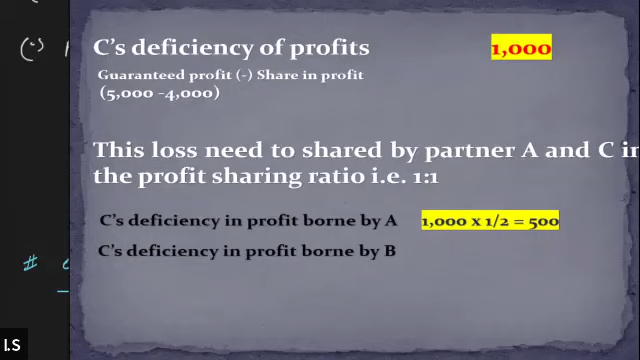 C's deficiency of profits 1,000
Guaranteed profit (-) Share in profit
(5,000 -4,000)
This loss need to shared by partner A and C in
the profit sharing ratio i.e. 1:1
C's deficiency in profit borne by A 1,000 x 1/2 = 500
C's deficiency in profit borne by B
#
I.S